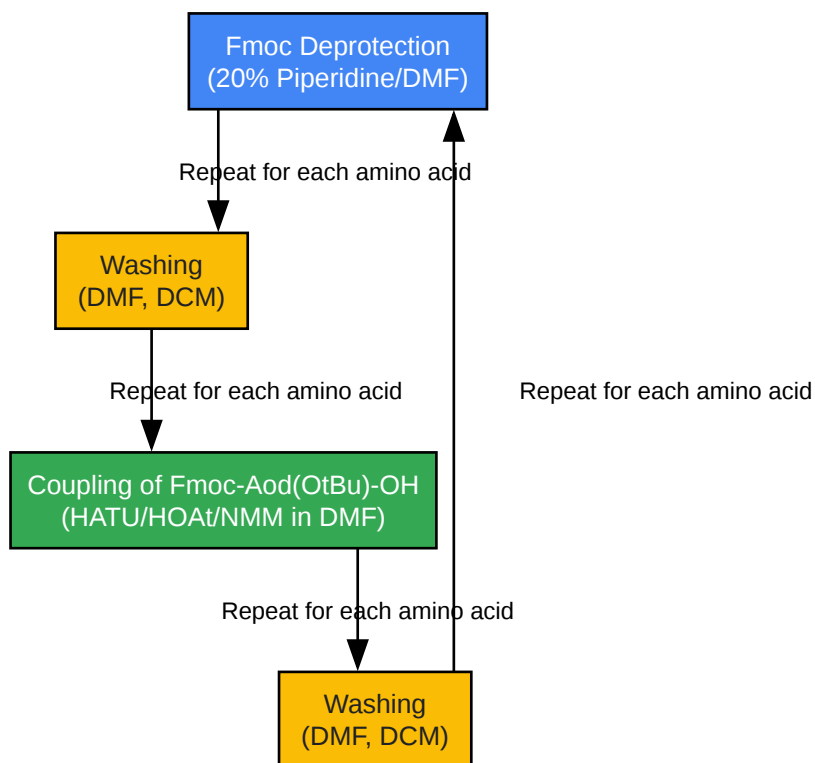 Fmoc Deprotection
(20% Piperidine/DMF)
Repeat for each amino acid
Washing
(DMF, DCM)
Repeat for each amino acid
Repeat for each amino acid
Coupling of Fmoc-Aod(OtBu)-OH
(HATU/HOAt/NMM in DMF)
Repeat for each amino acid
Washing
(DMF, DCM)